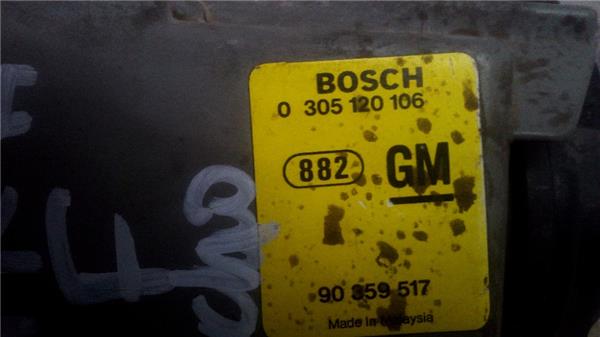 BOSCH
0 305 120 106
882 GM
90 359 517
Made in Malaysia